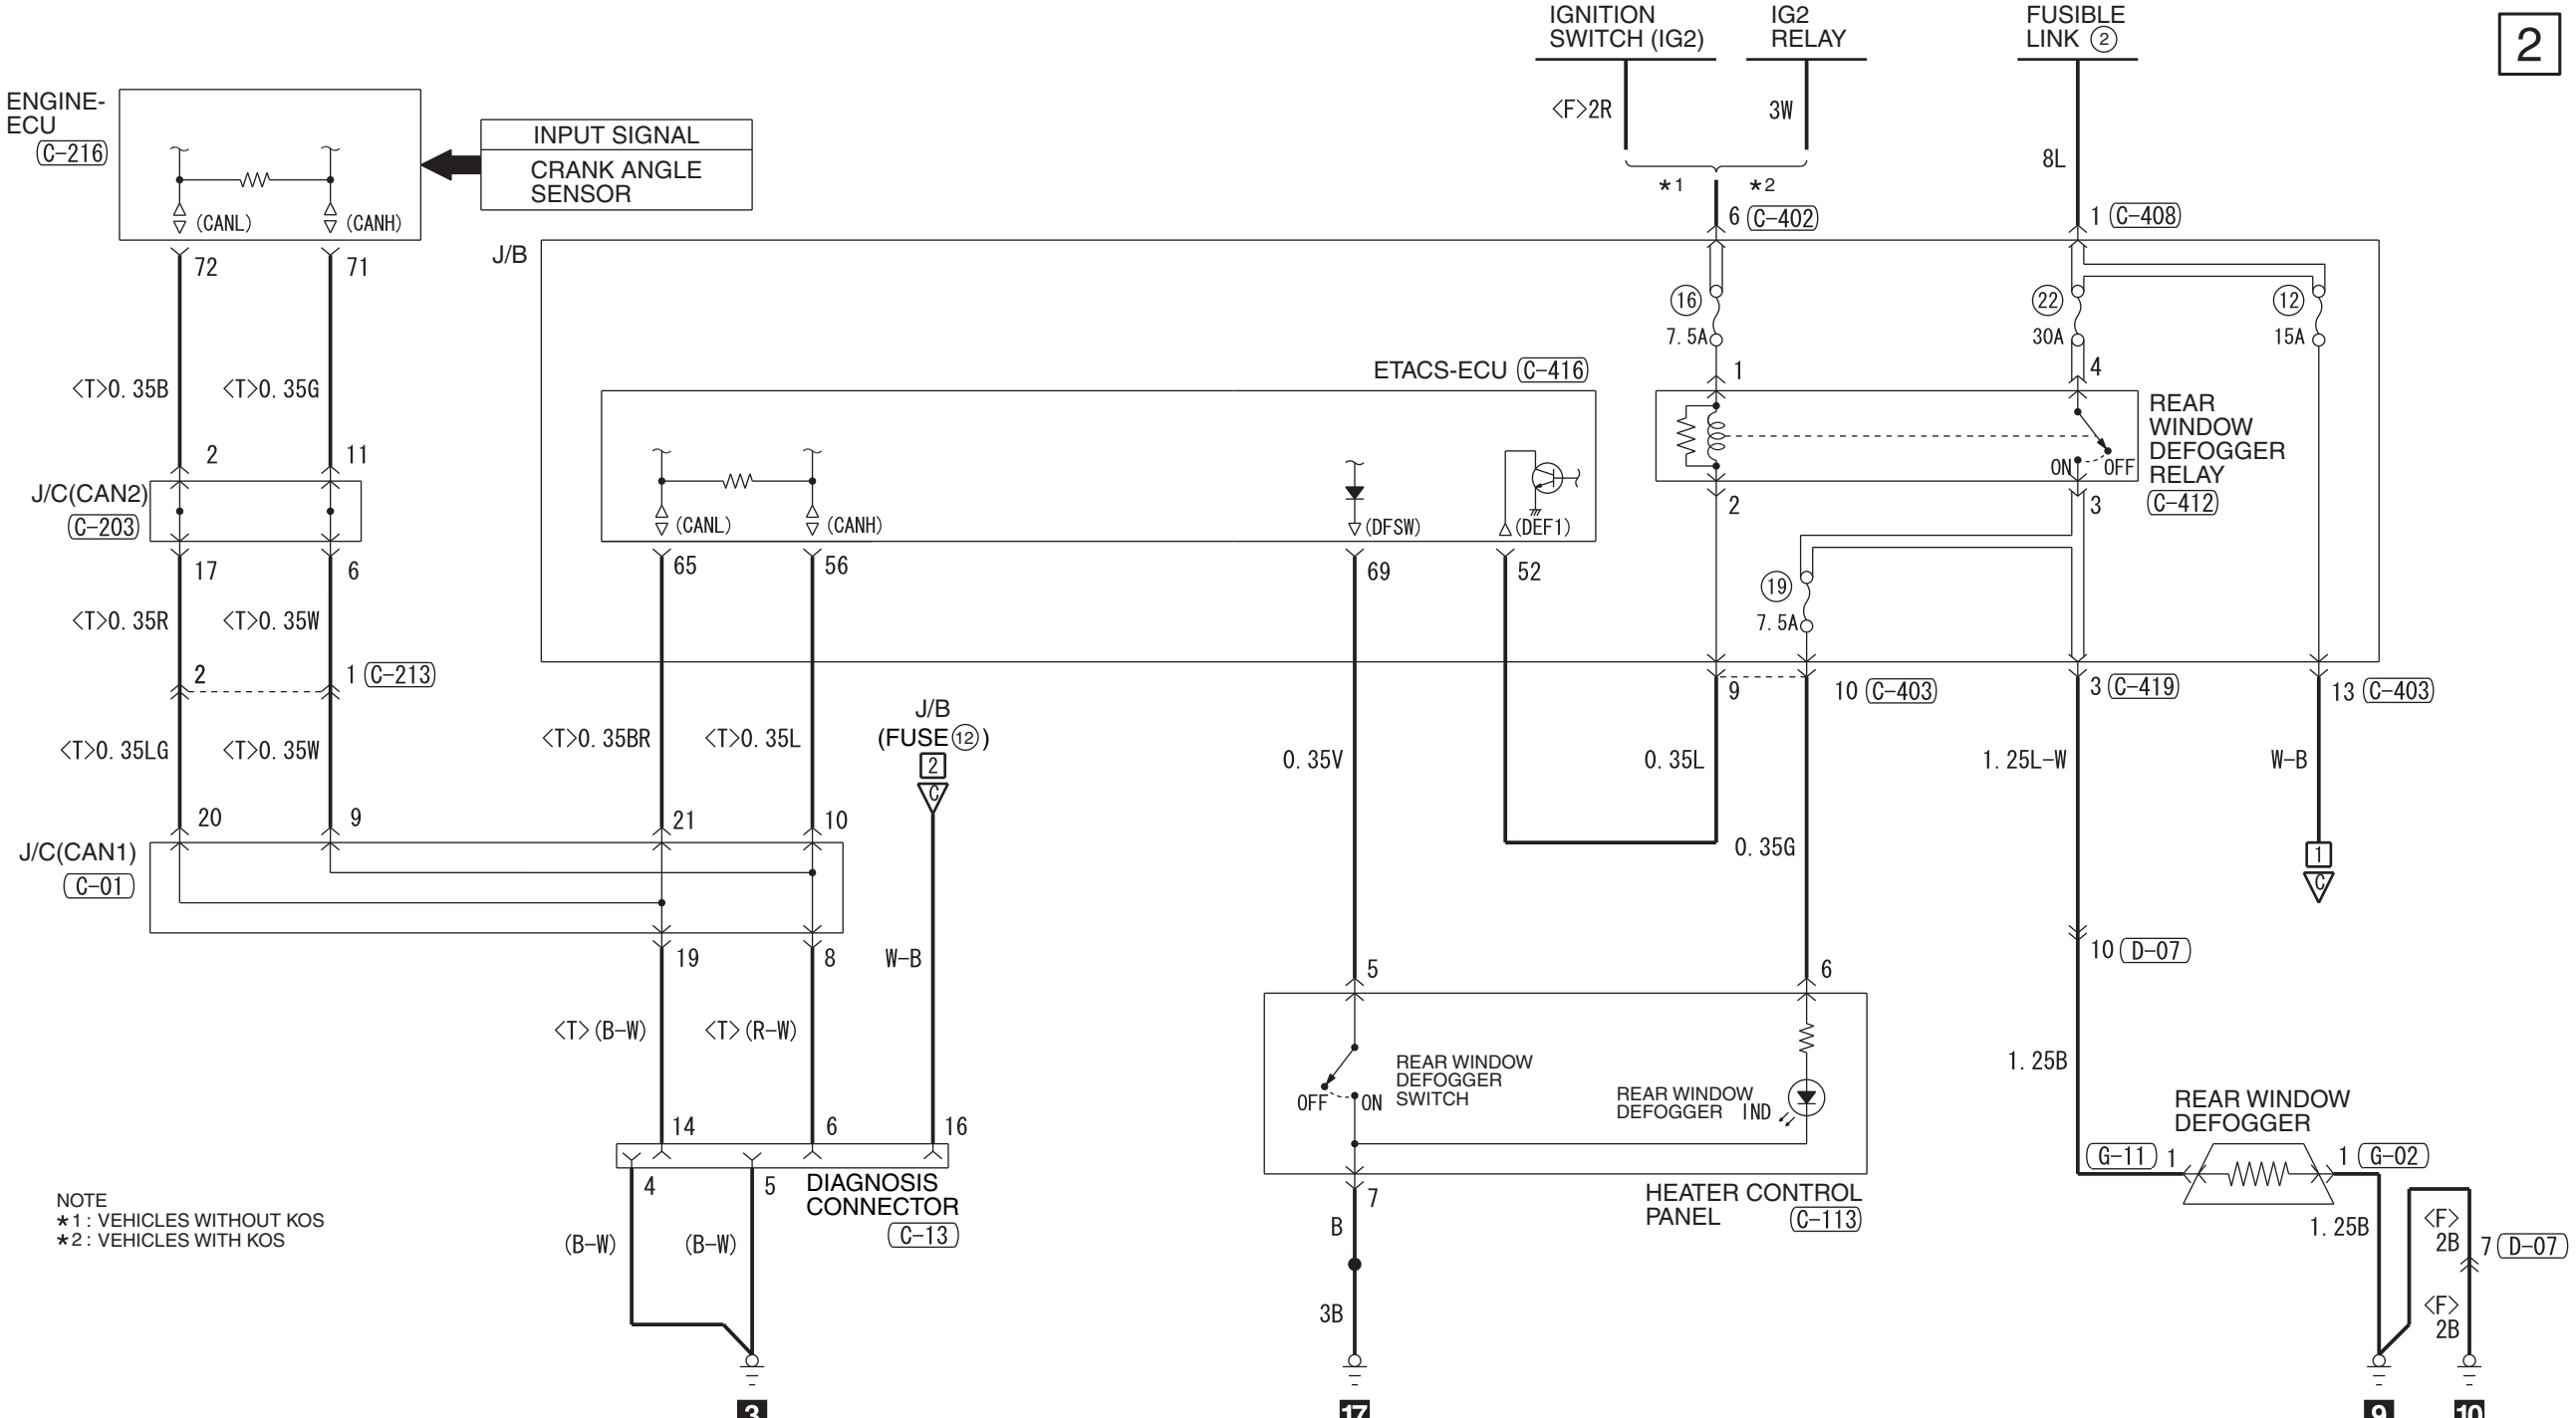 IGNITION
SWITCH (IG2)
IG2
RELAY
FUSIBLE
LINK ②
2
<F>2R
3W
8L
*1
*2
6 (C-402)
1 (C-408)
ENGINE-
ECU
(C-216)
INPUT SIGNAL
CRANK ANGLE
SENSOR
(CANL)
(CANH)
72
71
J/B
⑯
7.5A
㉒
30A
⑫
15A
<T>0.35B
<T>0.35G
ETACS-ECU (C-416)
1
4
REAR
WINDOW
DEFOGGER
RELAY
(C-412)
ON
OFF
2
11
J/C(CAN2)
(C-203)
(CANL)
(CANH)
(DFSW)
(DEF1)
2
3
17
6
65
56
69
52
⑲
7.5A
<T>0.35R
<T>0.35W
2
1 (C-213)
9
10 (C-403)
3 (C-419)
13 (C-403)
<T>0.35LG
<T>0.35W
<T>0.35BR
<T>0.35L
J/B
(FUSE⑫)
2
C
0.35V
0.35L
1.25L-W
W-B
20
9
21
10
0.35G
1
C
J/C(CAN1)
(C-01)
19
8
W-B
5
6
10 (D-07)
<T>(B-W)
<T>(R-W)
REAR WINDOW
DEFOGGER
SWITCH
OFF
ON
REAR WINDOW
DEFOGGER IND
1.25B
REAR WINDOW
DEFOGGER
14
6
16
(G-11) 1
1 (G-02)
4
5
DIAGNOSIS
CONNECTOR
(C-13)
7
HEATER CONTROL
PANEL
(C-113)
NOTE
*1 : VEHICLES WITHOUT KOS
*2 : VEHICLES WITH KOS
(B-W)
(B-W)
B
3B
1.25B
<F>
2B
7 (D-07)
<F>
2B
3
17
9
10